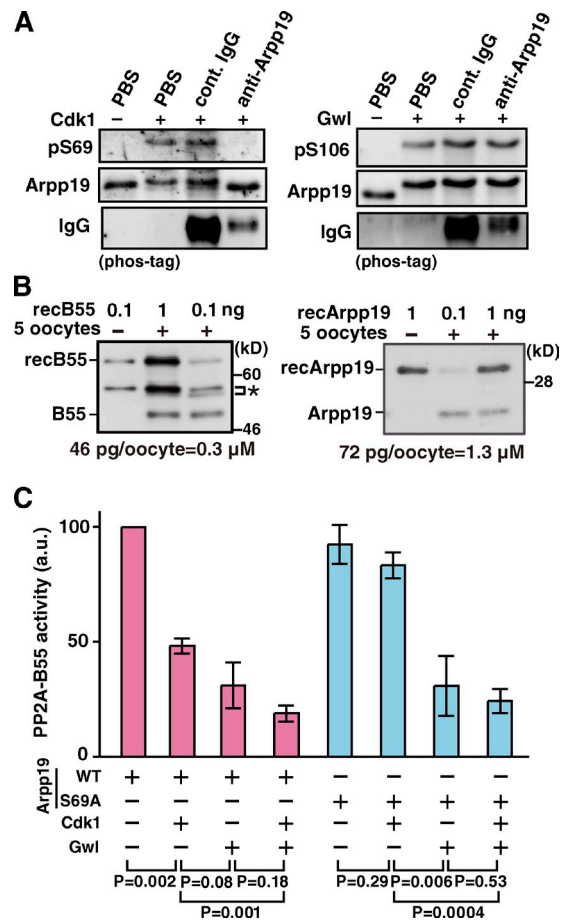 A
PBS PBS cont. IgG anti-Arpp19
Cdk1 – + + +
pS69
Arpp19
IgG
(phos-tag)
PBS PBS cont. IgG anti-Arpp19
Gwl – + + +
pS106
Arpp19
IgG
(phos-tag)
B
recB55 0.1 1 0.1 ng
5 oocytes – + +
(kD)
recB55
60
*
B55
46
46 pg/oocyte=0.3 µM
recArpp19 1 0.1 1 ng
5 oocytes – + +
(kD)
recArpp19
28
Arpp19
72 pg/oocyte=1.3 µM
C
PP2A-B55 activity (a.u.)
100
50
0
Arpp19
WT + + + + – – – –
S69A – – – – + + + +
Cdk1 – + – + – + – +
Gwl – – + + – – + +
P=0.002 P=0.08 P=0.18 P=0.29 P=0.006 P=0.53
P=0.001 P=0.0004